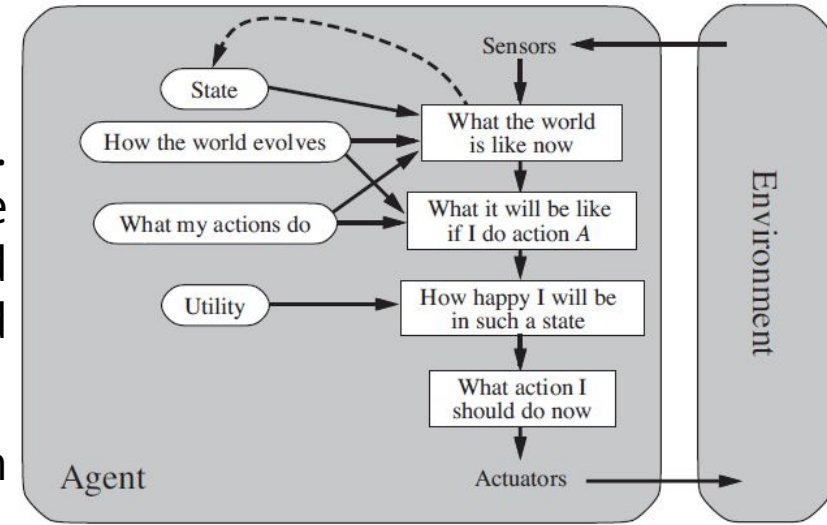 Sensors
State
What the world
is like now
How the world evolves
What it will be like
if I do action A
What my actions do
How happy I will be
in such a state
Utility
What action I
should do now
Agent
Actuators
Environment